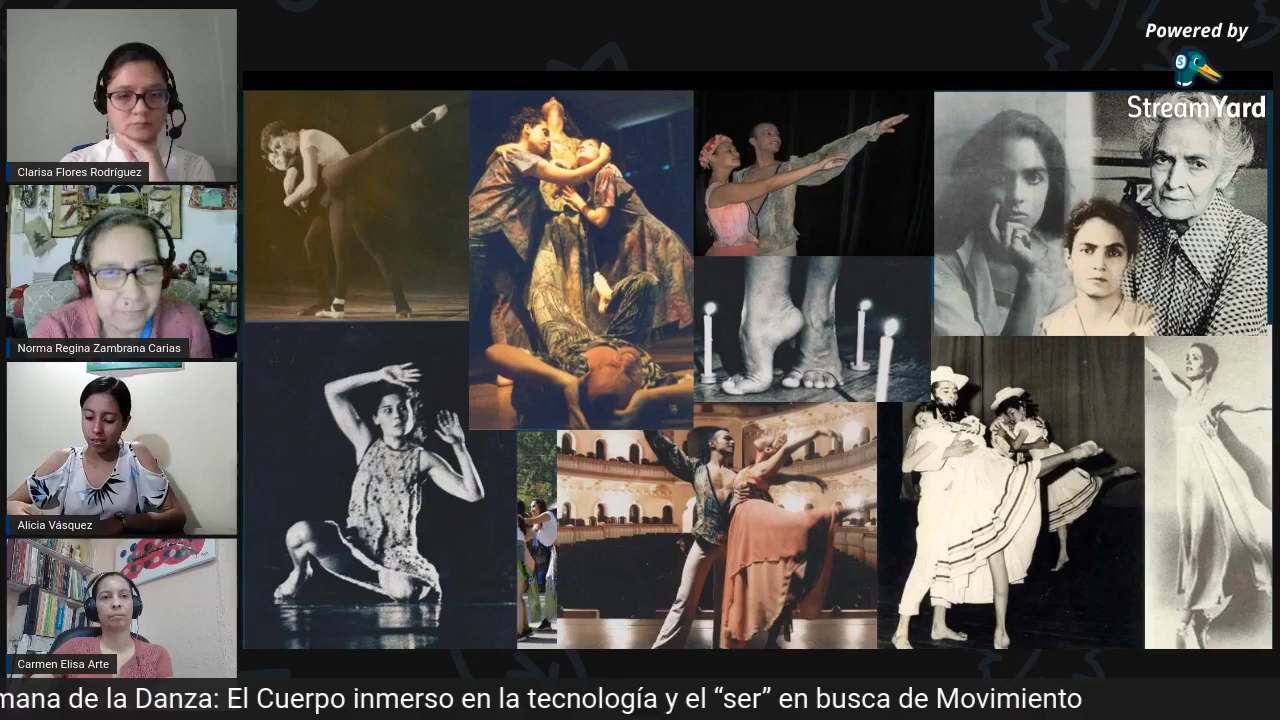 Powered by
StreamYard
Clarisa Flores Rodríguez
Norma Regina Zambrana Carias
Alicia Vásquez
Carmen Elisa Arte
mana de la Danza: El Cuerpo inmerso en la tecnología y el “ser” en busca de Movimiento